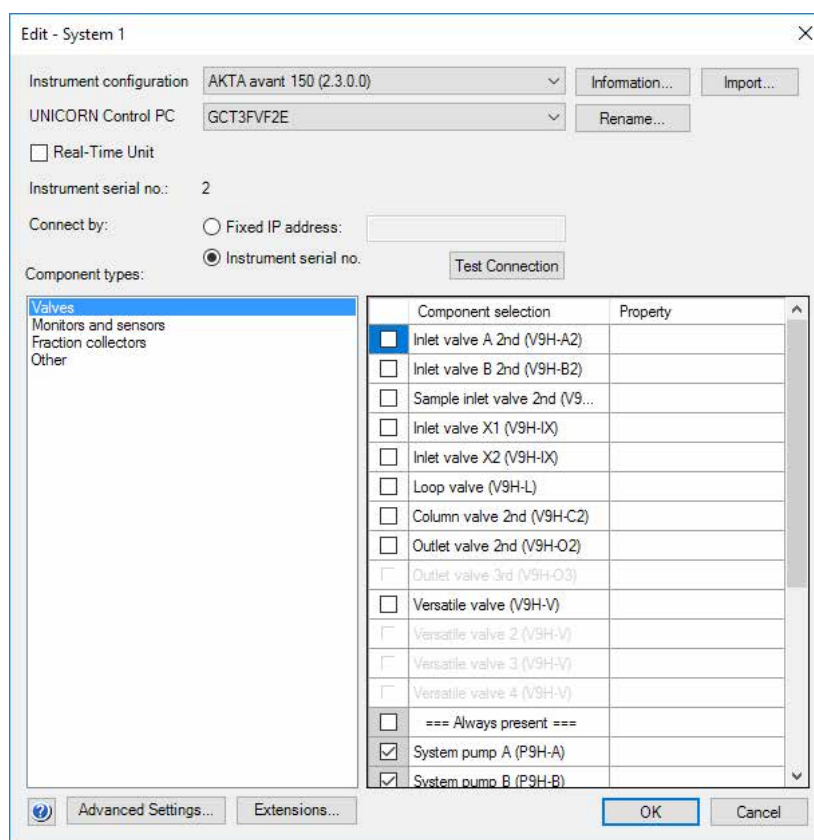 Edit - System 1
Instrument configuration AKTA avant 150 (2.3.0.0) Information... Import...
UNICORN Control PC GCT3FVF2E Rename...
Real-Time Unit
Instrument serial no.: 2
Connect by: Fixed IP address:
Instrument serial no.
Test Connection
Component types:
Valves
Monitors and sensors
Fraction collectors
Other
Component selection Property
Inlet valve A 2nd (V9H-A2)
Inlet valve B 2nd (V9H-B2)
Sample inlet valve 2nd (V9...
Inlet valve X1 (V9H-IX)
Inlet valve X2 (V9H-IX)
Loop valve (V9H-L)
Column valve 2nd (V9H-C2)
Outlet valve 2nd (V9H-O2)
Outlet valve 3rd (V9H-O3)
Versatile valve (V9H-V)
Versatile valve 2 (V9H-V)
Versatile valve 3 (V9H-V)
Versatile valve 4 (V9H-V)
=== Always present ===
System pump A (P9H-A)
System pump B (P9H-B)
? Advanced Settings... Extensions... OK Cancel